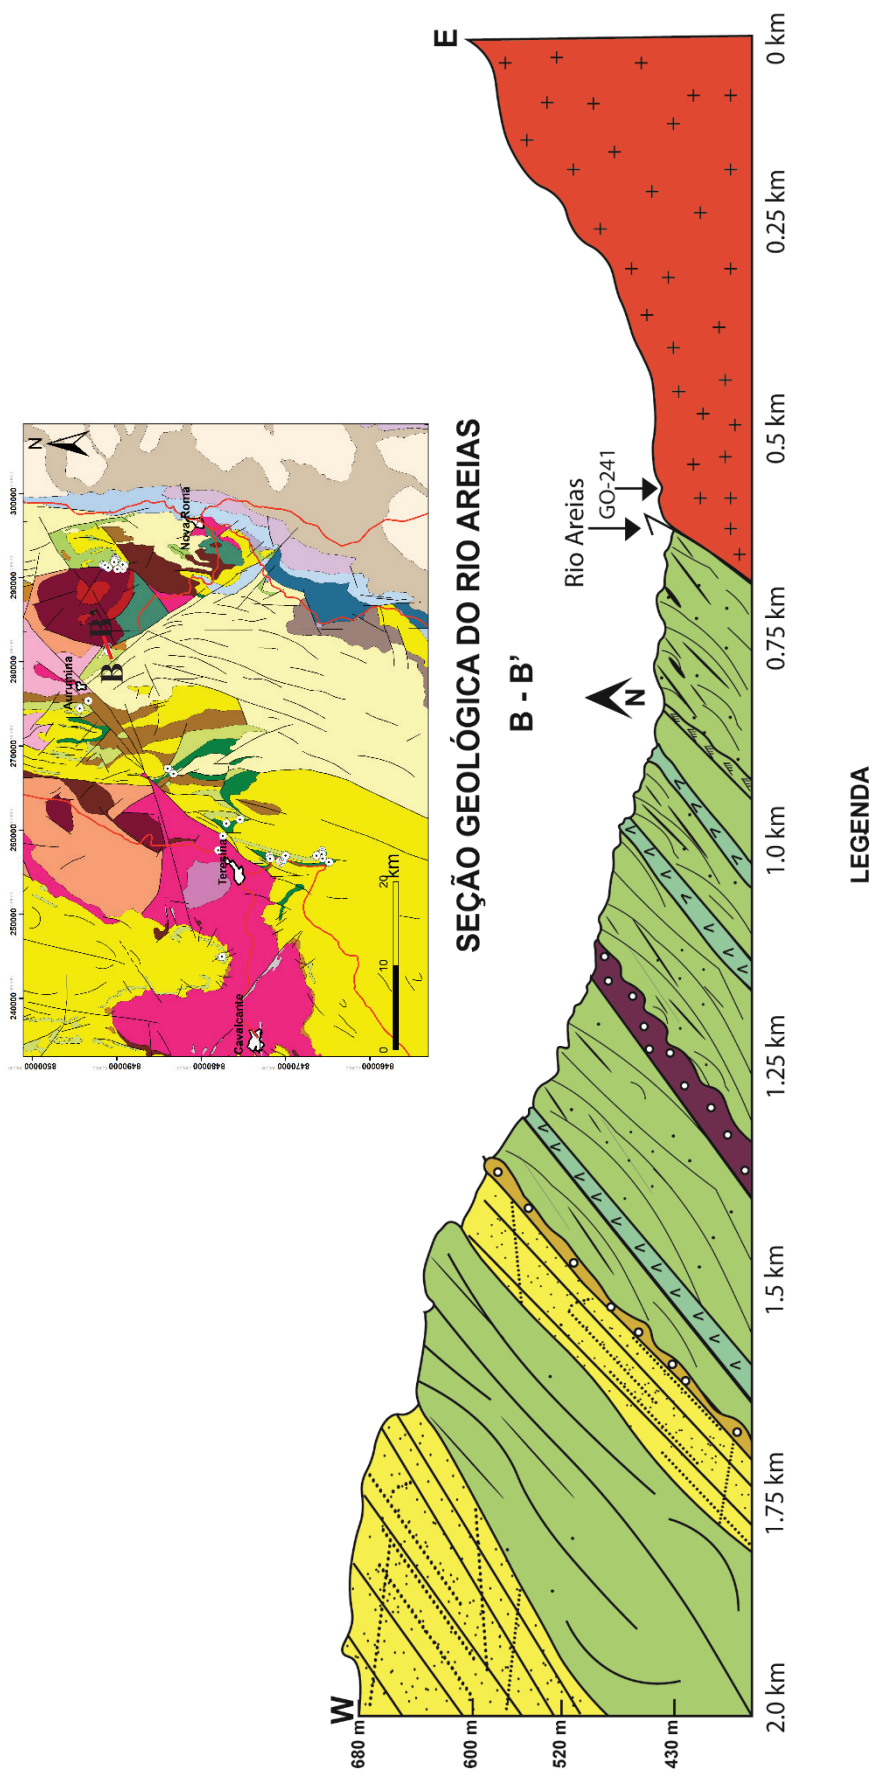 N
300000
290000
280000
270000
260000
250000
240000
8500000
8490000
8480000
8470000
8460000
Nova Roma
Aurumina
B
B'
Teresina
Cavalcante
0
10
20
km
SEÇÃO GEOLÓGICA DO RIO AREIAS
B - B’
N
W
E
680 m
600 m
520 m
430 m
Rio Areias
GO-241
2.0 km
1.75 km
1.5 km
1.25 km
1.0 km
0.75 km
0.5 km
0.25 km
0 km
LEGENDA